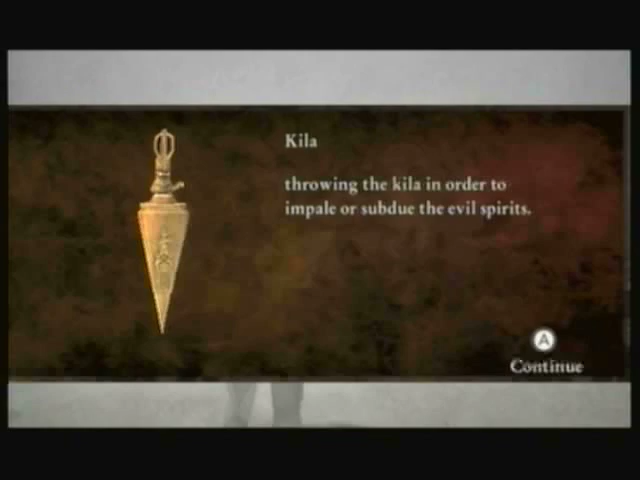 Kila
throwing the kila in order to
impale or subdue the evil spirits.
A
Continue